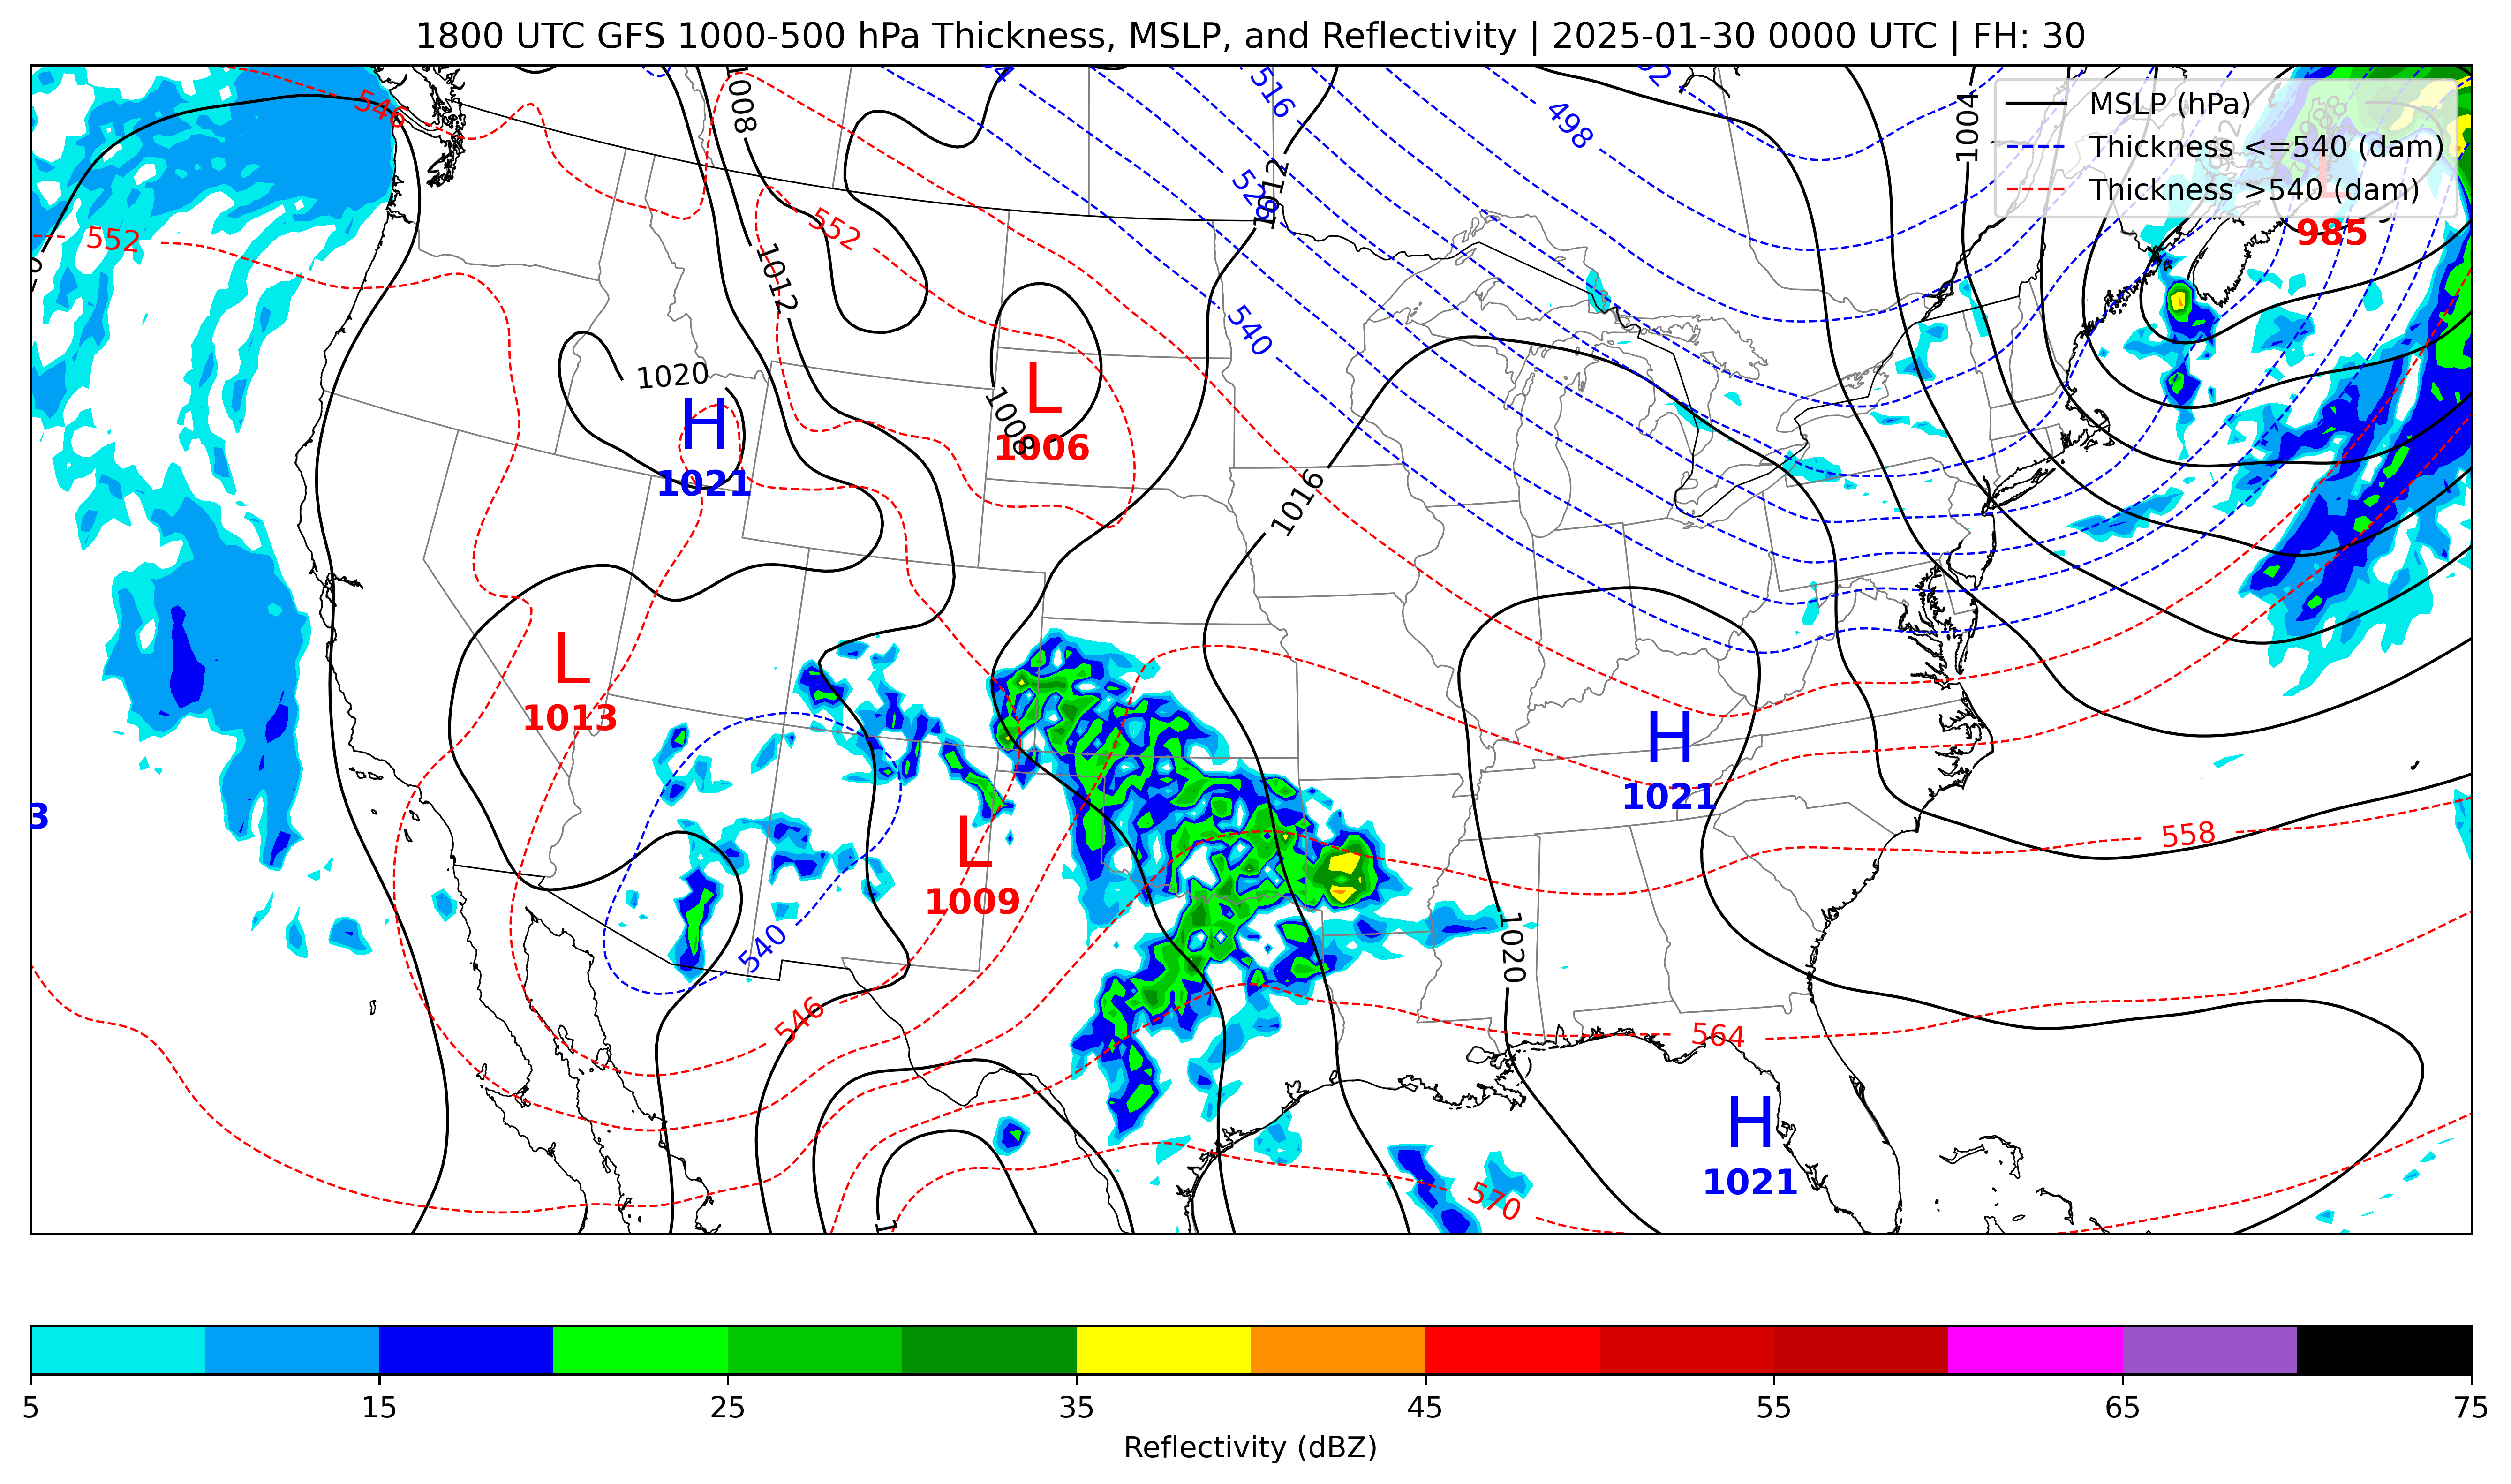 1800 UTC GFS 1000-500 hPa Thickness, MSLP, and Reflectivity | 2025-01-30 0000 UTC | FH: 30
MSLP (hPa)
Thickness <=540 (dam)
Thickness >540 (dam)
546
1008
516
498
1004
528
1012
552
552
985
1012
540
1020
H
1021
L
1006
1008
1016
L
1013
H
1021
3
558
L
1009
540
1020
546
564
H
1021
570
5 15 25 35 45 55 65 75
Reflectivity (dBZ)